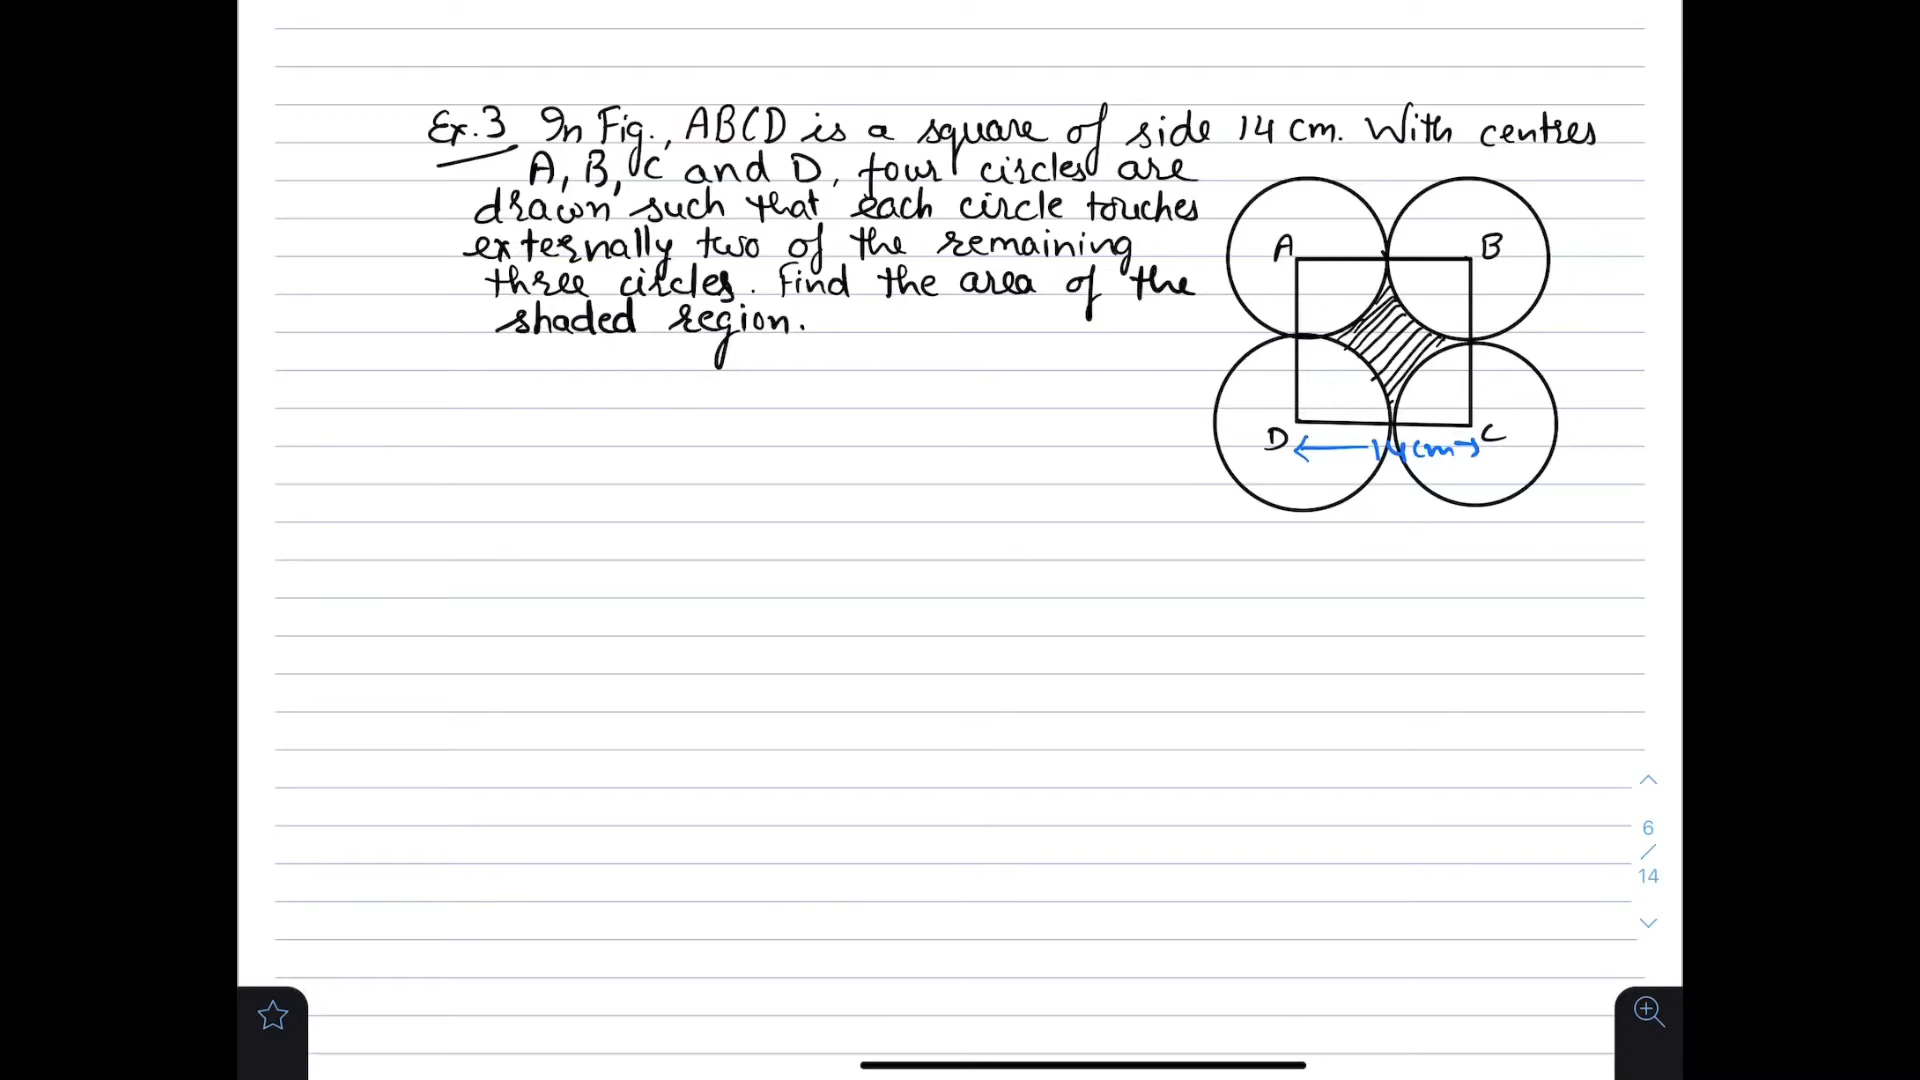 Ex.3 In Fig., ABCD is a square of side 14 cm. With centres
A, B, C and D, four circles are
drawn such that each circle touches
externally two of the remaining
three circles. Find the area of the
shaded region.
A B
D C
14 cm
6
/
14